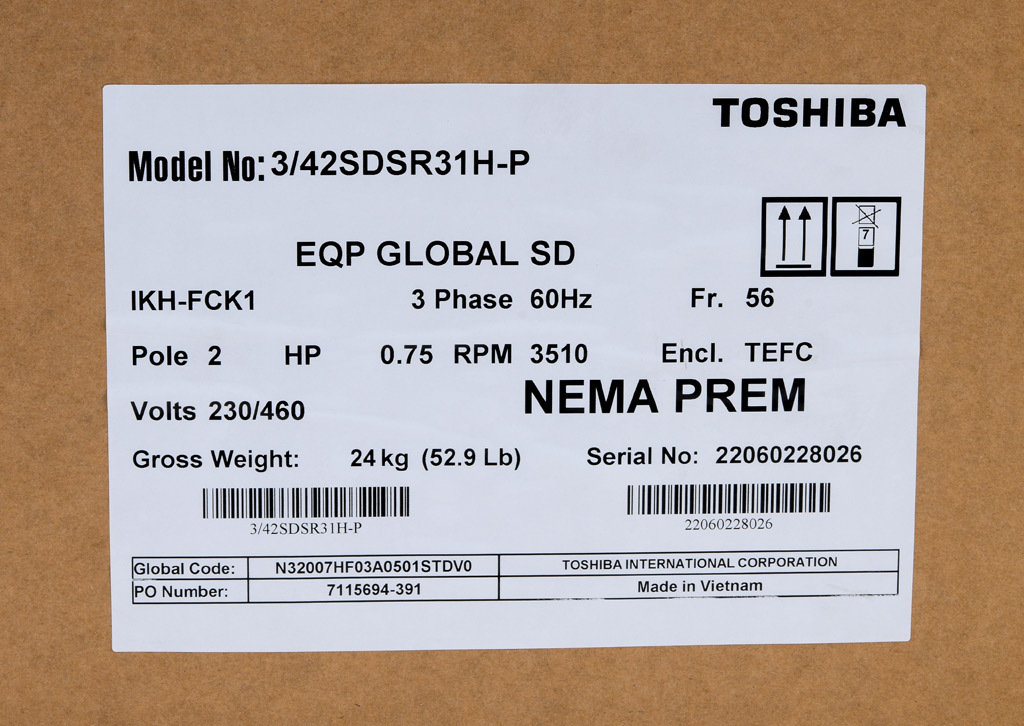 TOSHIBA
Model No: 3/42SDSR31H-P
7
EQP GLOBAL SD
IKH-FCK1 3 Phase 60Hz Fr. 56
Pole 2 HP 0.75 RPM 3510 Encl. TEFC
Volts 230/460 NEMA PREM
Gross Weight: 24 kg (52.9 Lb) Serial No: 22060228026
3/42SDSR31H-P 22060228026
Global Code: N32007HF03A0501STDV0 TOSHIBA INTERNATIONAL CORPORATION
PO Number: 7115694-391 Made in Vietnam